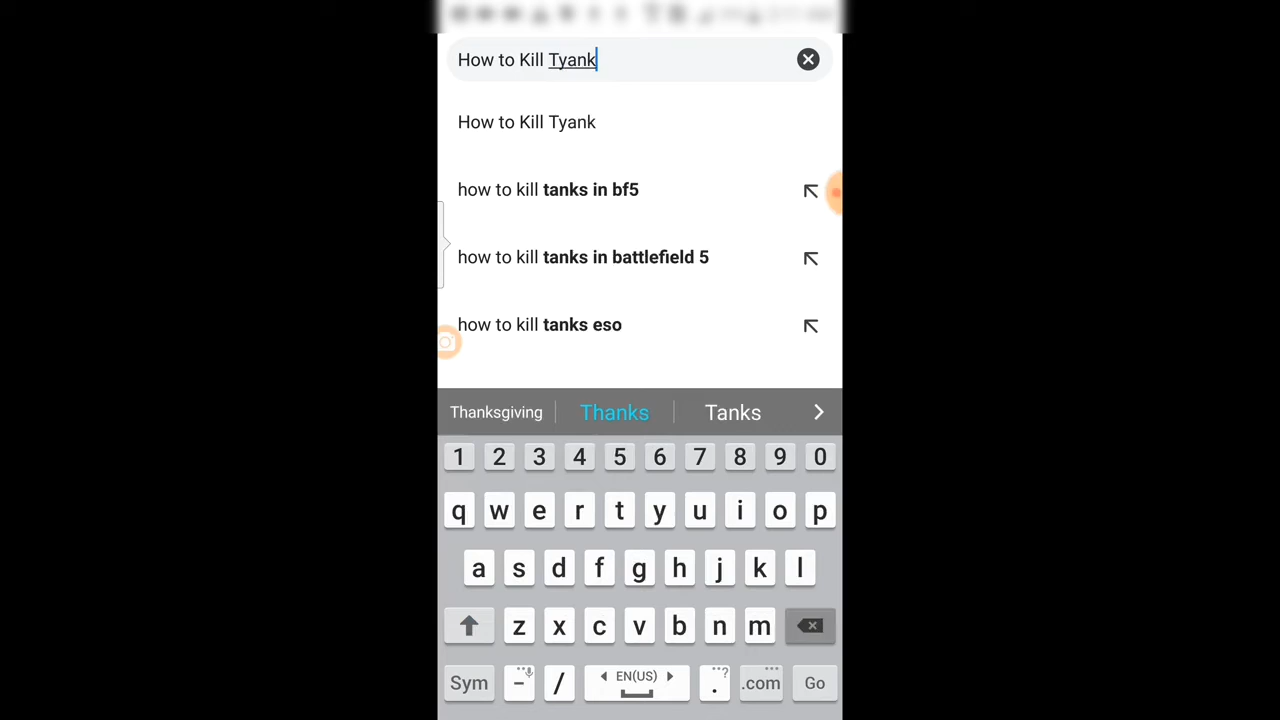 How to Kill Tyank
How to Kill Tyank
how to kill tanks in bf5
how to kill tanks in battlefield 5
how to kill tanks eso
Thanksgiving Thanks Tanks
1 2 3 4 5 6 7 8 9 0
q w e r t y u i o p
a s d f g h j k l
z x c v b n m
Sym - / EN(US) . ? .com Go